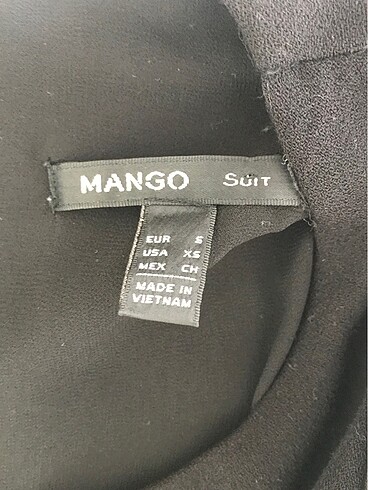 MANGO SUIT
EUR S
USA XS
MEX CH
MADE IN
VIETNAM